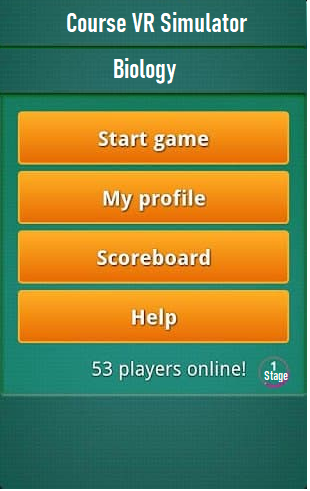 Course VR Simulator
Biology
Start game
My profile
Scoreboard
Help
53 players online!
1
Stage